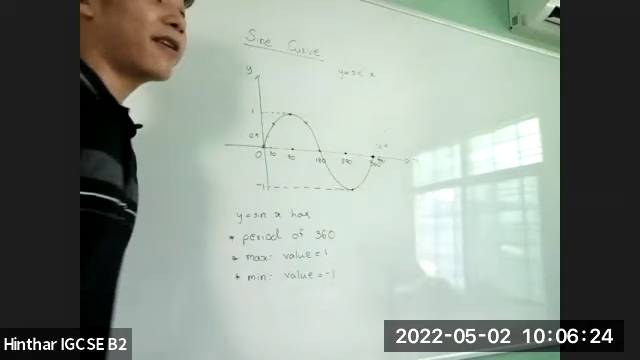 Sine Curve
y
y = sin x
1
0.5
0 30 90 180 270 360
-1
y = sin x has
* period of 360
* max: value = 1
* min: value = -1
Hinthar IGCSE B2
2022-05-02 10:06:24